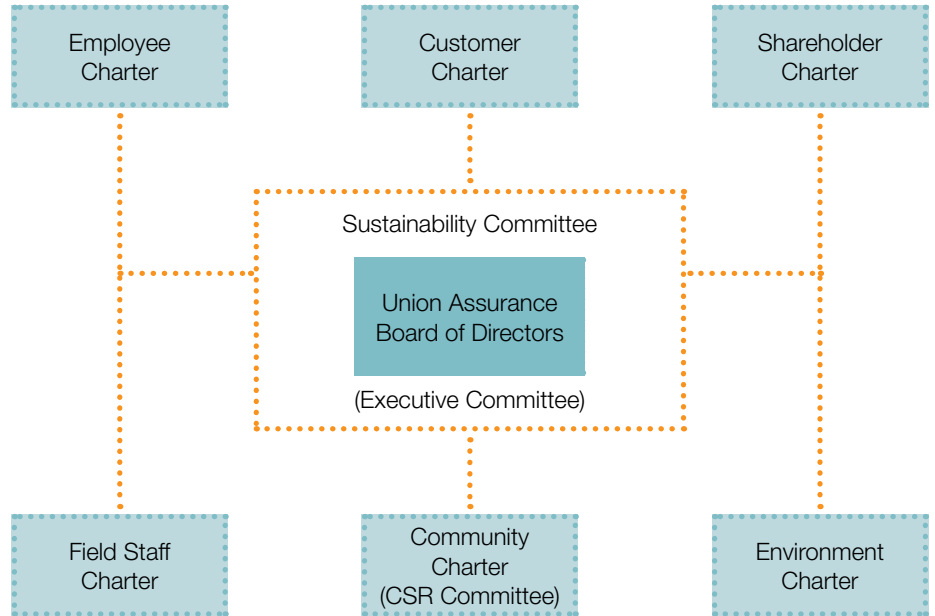 Employee
Charter
Customer
Charter
Shareholder
Charter
Sustainability Committee
Union Assurance
Board of Directors
(Executive Committee)
Field Staff
Charter
Community
Charter
(CSR Committee)
Environment
Charter